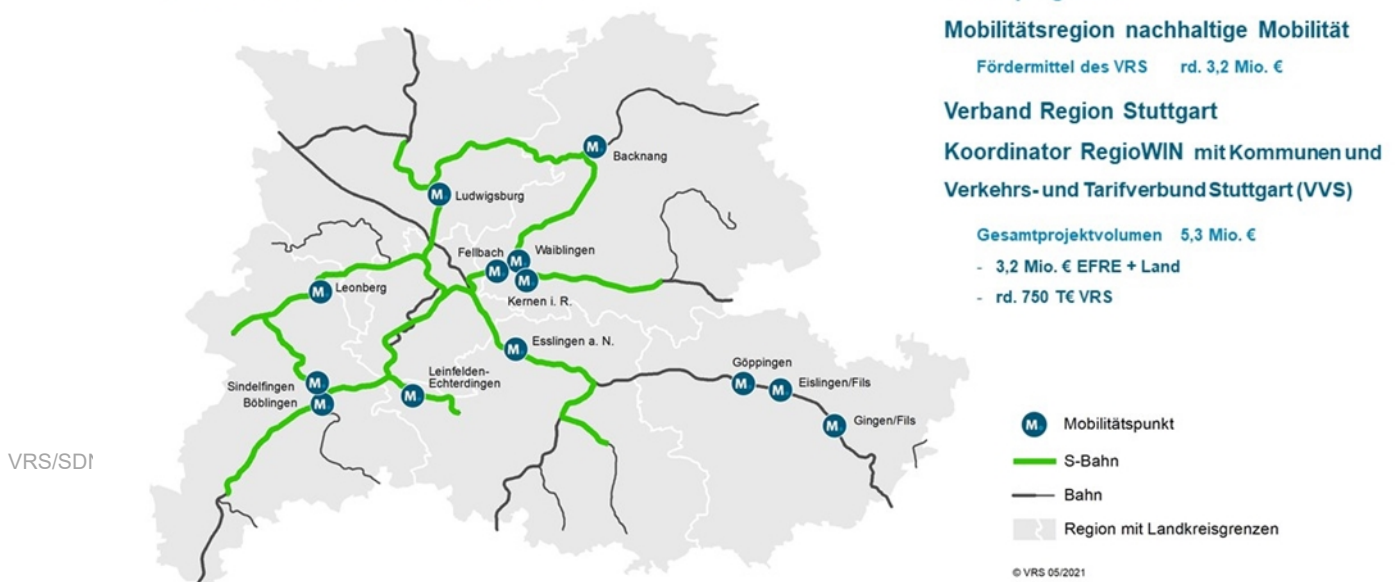 Mobilitätsregion nachhaltige Mobilität
Fördermittel des VRS rd. 3,2 Mio. €
Verband Region Stuttgart
Koordinator RegioWIN mit Kommunen und
Verkehrs- und Tarifverbund Stuttgart (VVS)
Gesamtprojektvolumen 5,3 Mio. €
- 3,2 Mio. € EFRE + Land
- rd. 750 T€ VRS
M
Backnang
M
Ludwigsburg
Fellbach
M
M
Waiblingen
M
Kernen i. R.
M
Leonberg
M
Esslingen a. N.
Sindelfingen
M
Böblingen
M
Leinfelden-
Echterdingen
M
Göppingen
M
M
Eislingen/Fils
M
Gingen/Fils
M
Mobilitätspunkt
S-Bahn
Bahn
Region mit Landkreisgrenzen
© VRS 05/2021
VRS/SDN